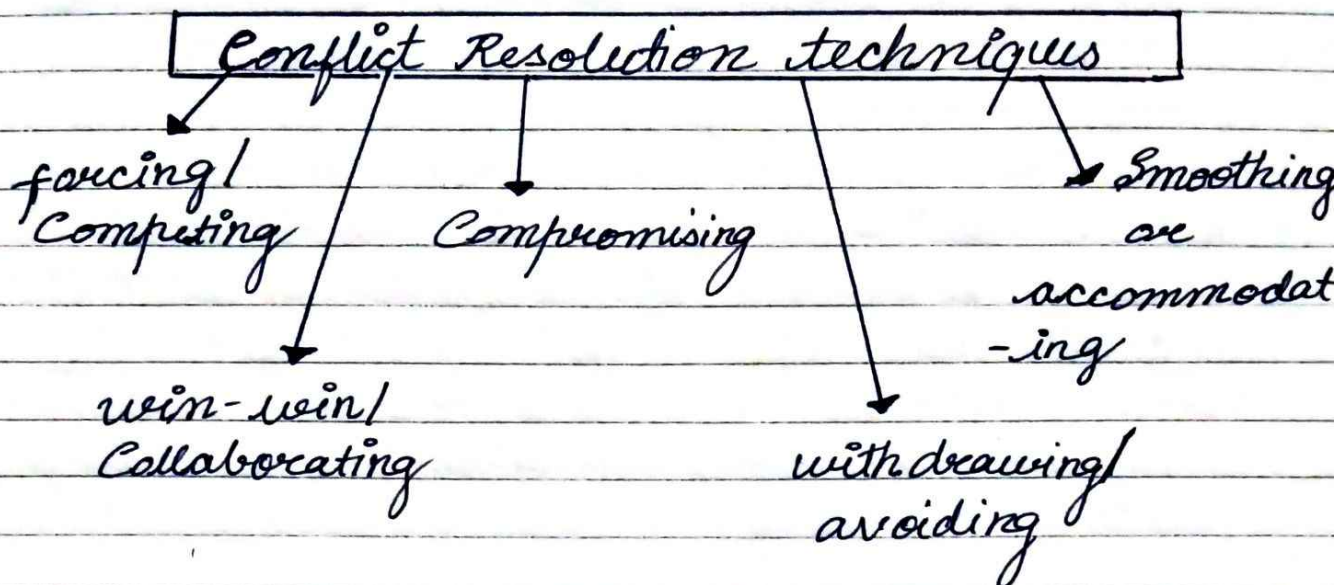 Conflict Resolution techniques
forcing/
Competing
Compromising
Smoothing
or
accommodat
-ing
win-win/
Collaborating
withdrawing/
avoiding